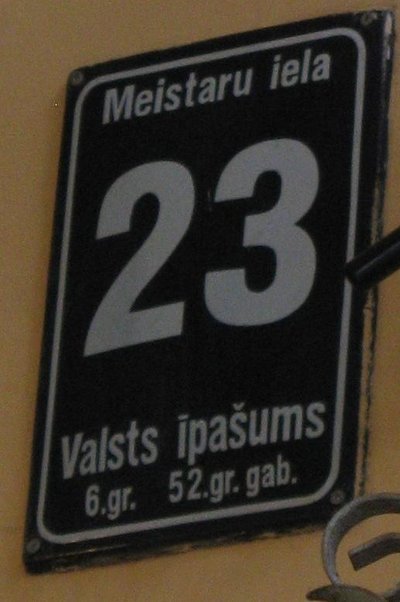 Meistaru iela
23
Valsts īpašums
6.gr. 52.gr. gab.